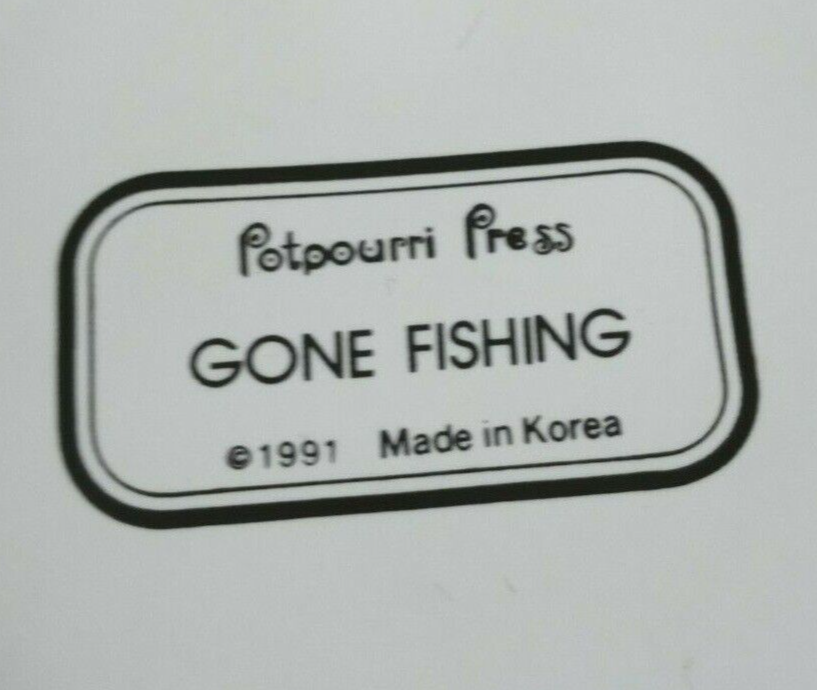 Potpourri Press
GONE FISHING
©1991 Made in Korea